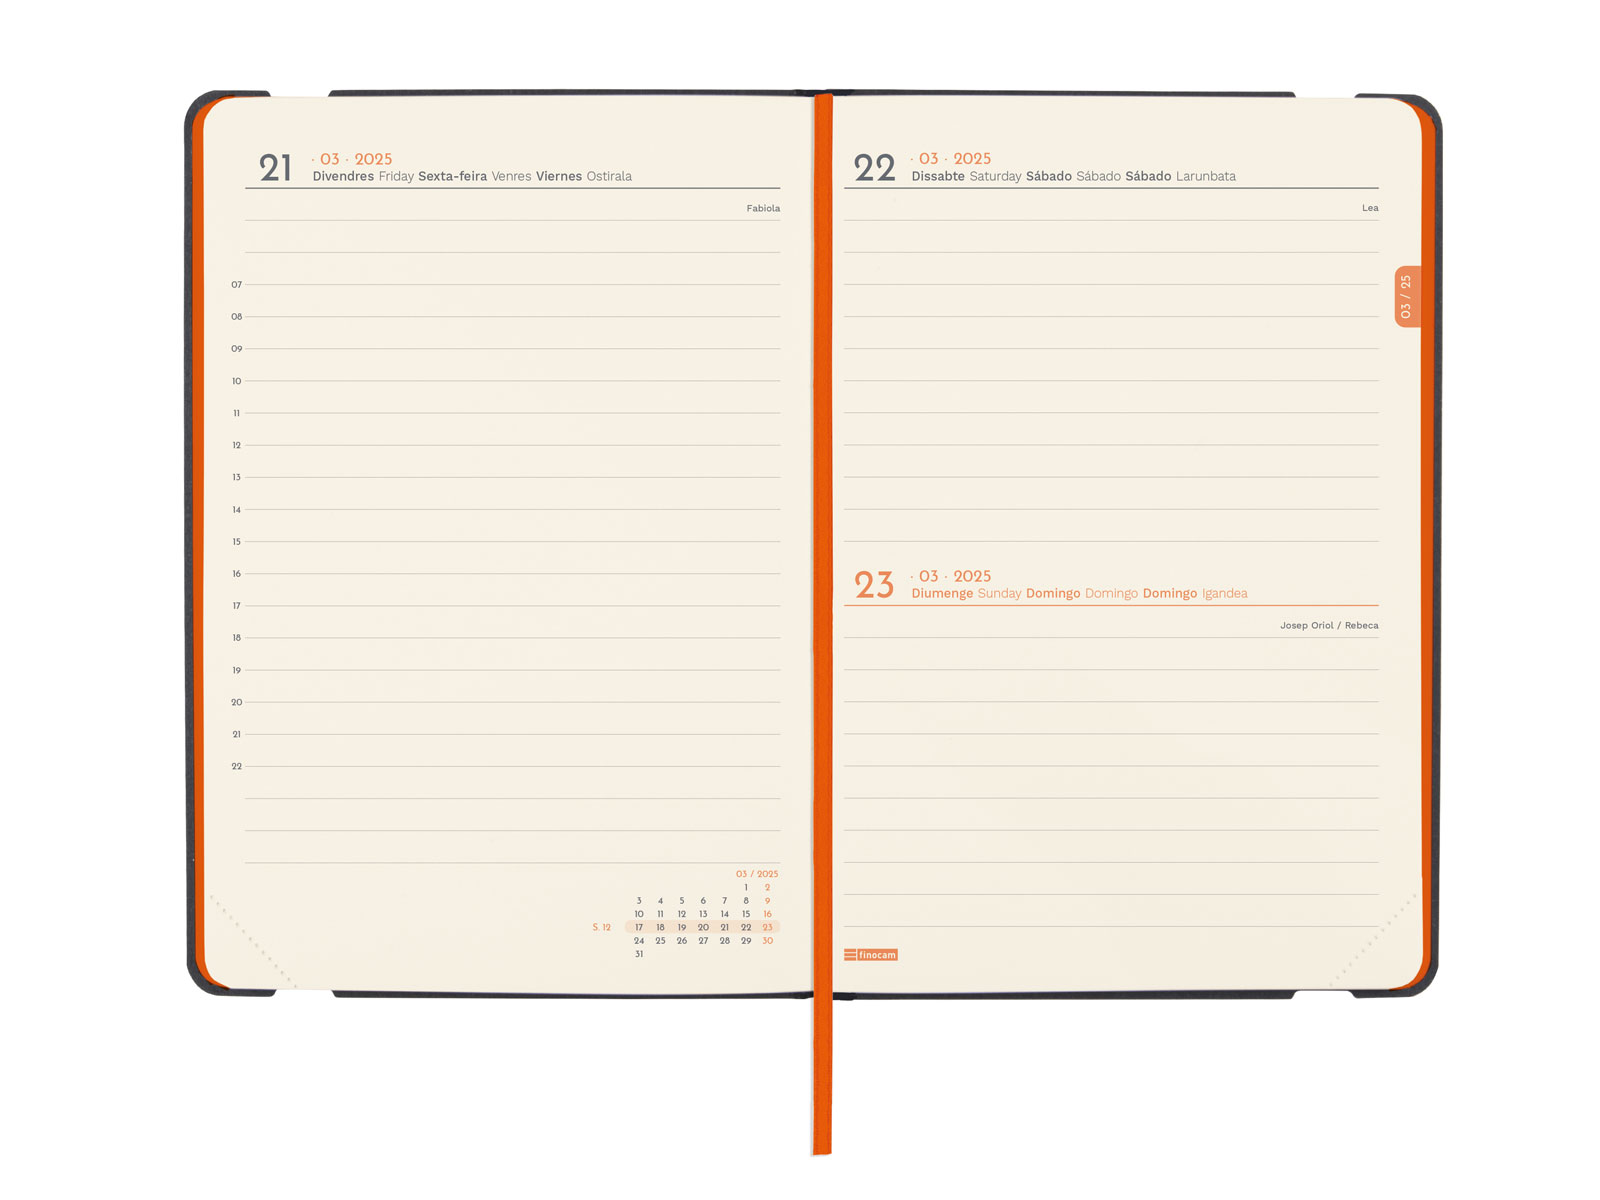 21 · 03 · 2025
Divendres Friday Sexta-feira Venres Viernes Ostirala
Fabiola
07
08
09
10
11
12
13
14
15
16
17
18
19
20
21
22
03 / 2025
1 2
3 4 5 6 7 8 9
10 11 12 13 14 15 16
S. 12 17 18 19 20 21 22 23
24 25 26 27 28 29 30
31
22 · 03 · 2025
Dissabte Saturday Sábado Sábado Sábado Larunbata
Lea
03 / 25
23 · 03 · 2025
Diumenge Sunday Domingo Domingo Domingo Igandea
Josep Oriol / Rebeca
finocam